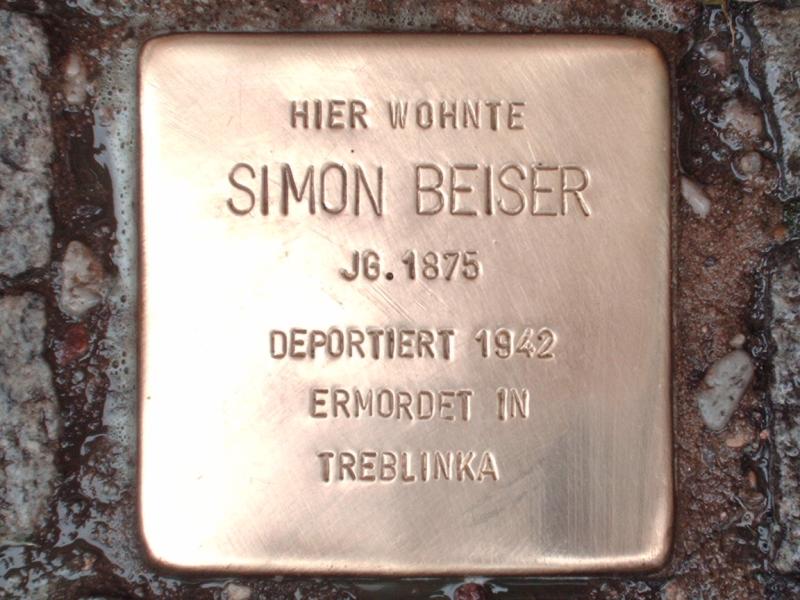 HIER WOHNTE
SIMON BEISER
JG. 1875
DEPORTIERT 1942
ERMORDET IN
TREBLINKA